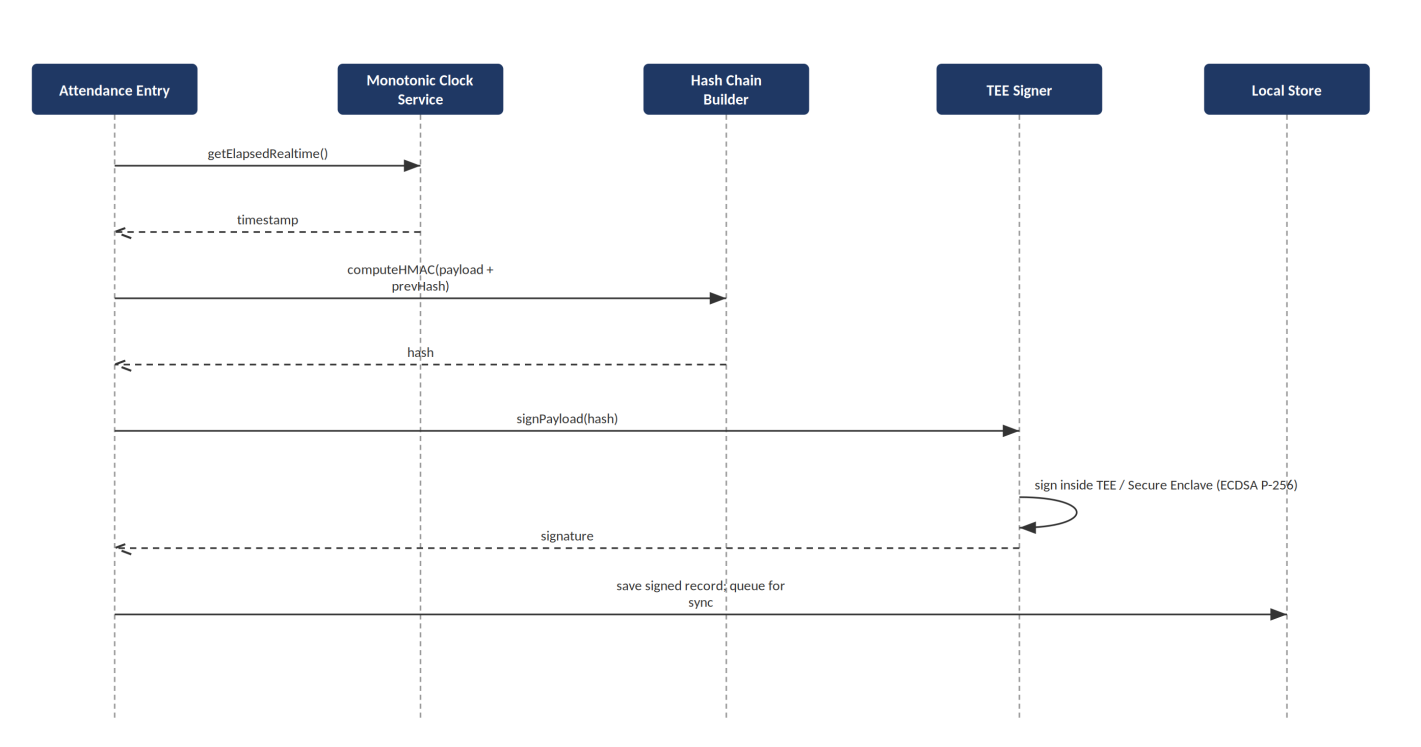 Attendance Entry
Monotonic Clock
Service
Hash Chain
Builder
TEE Signer
Local Store
getElapsedRealtime()
timestamp
computeHMAC(payload +
prevHash)
hash
signPayload(hash)
sign inside TEE / Secure Enclave (ECDSA P-256)
signature
save signed record; queue for
sync